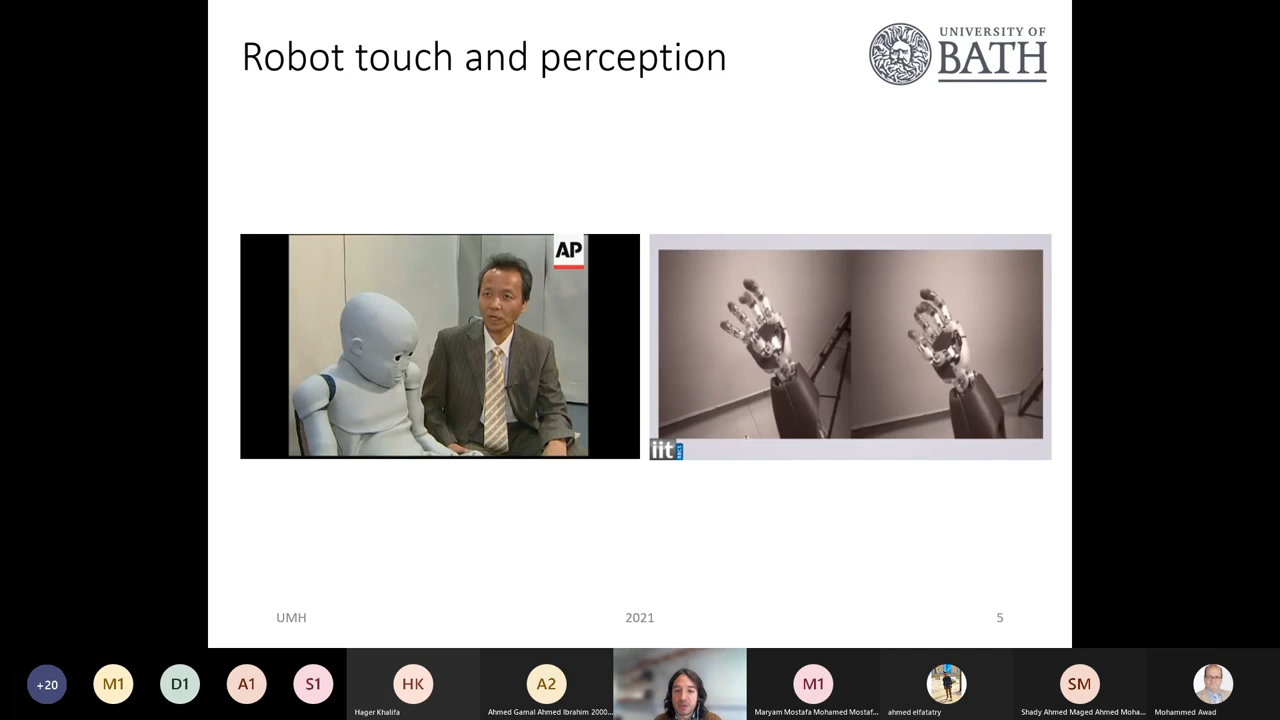 Robot touch and perception
UNIVERSITY OF
BATH
AP
iit
RBCS
UMH
2021
5
+20
M1
D1
A1
S1
HK
Hager Khalifa
A2
Ahmed Gamal Ahmed Ibrahim 2000...
M1
Maryam Mostafa Mohamed Mostaf...
ahmed elfatatry
SM
Shady Ahmed Maged Ahmed Moha...
Mohammed Awad